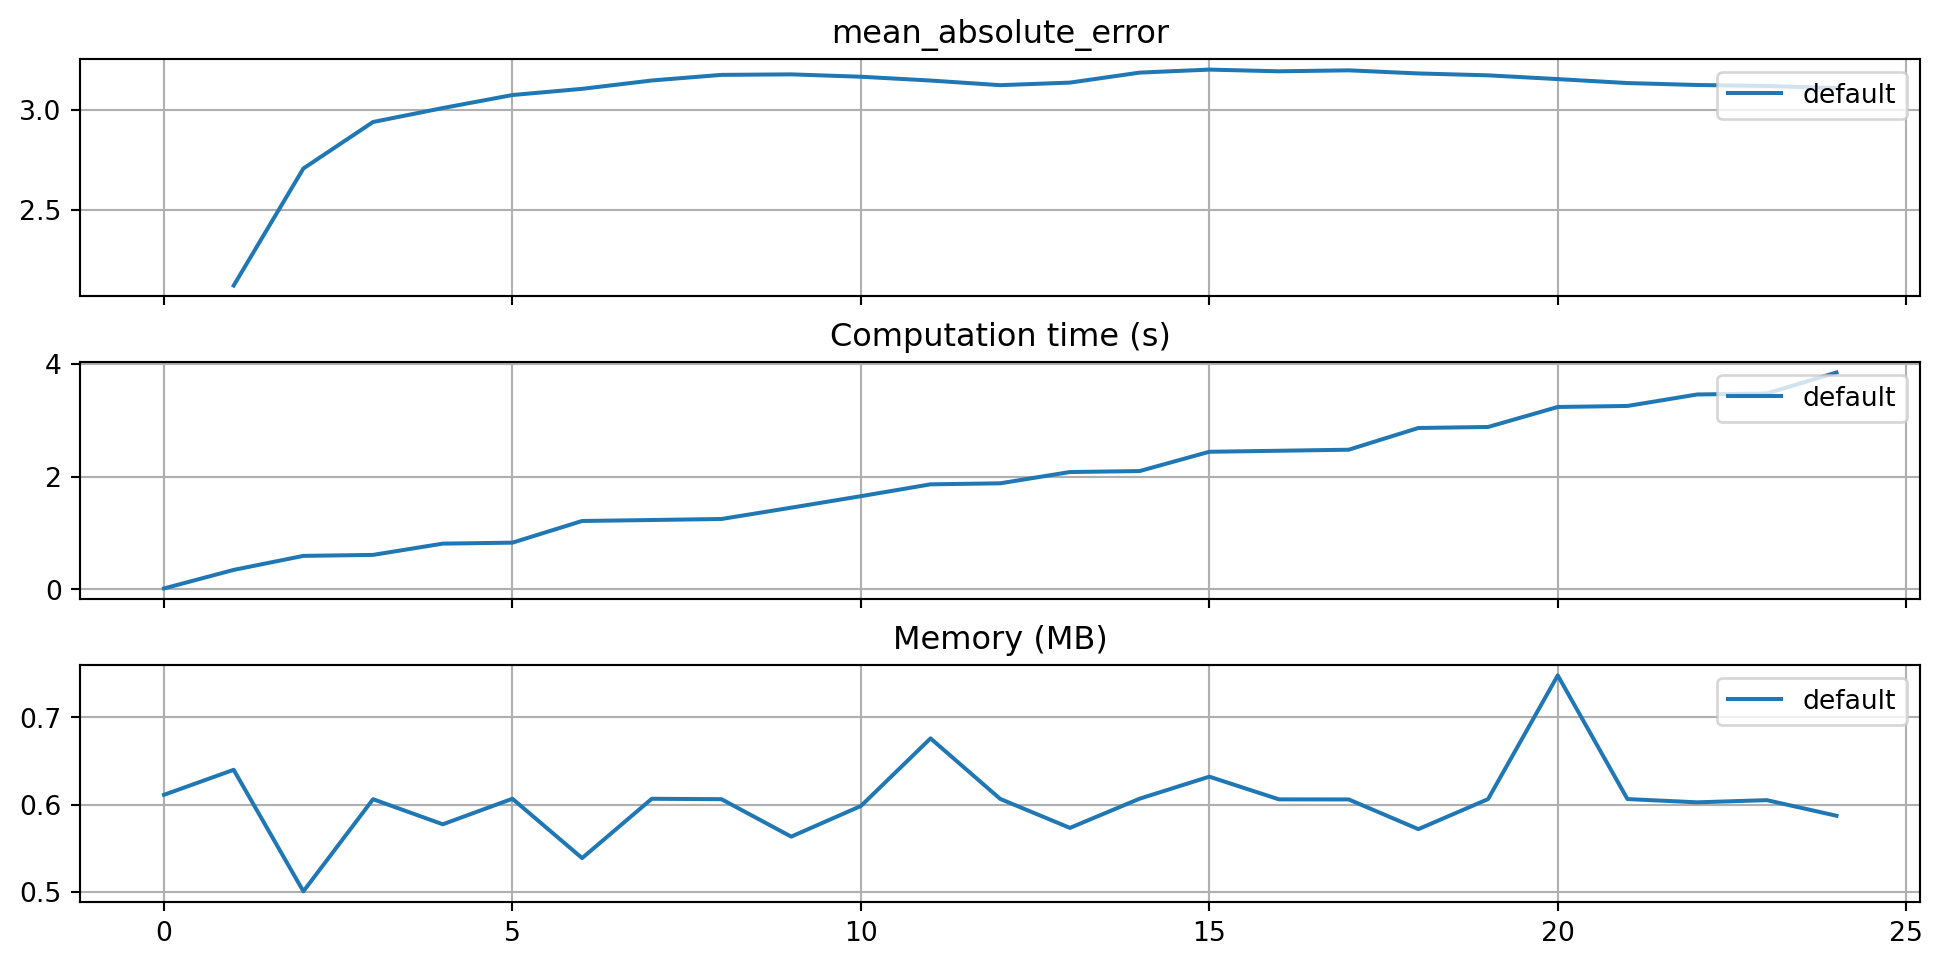 mean_absolute_error
3.0
2.5
default
Computation time (s)
4
2
0
default
Memory (MB)
0.7
0.6
0.5
default
0 5 10 15 20 25